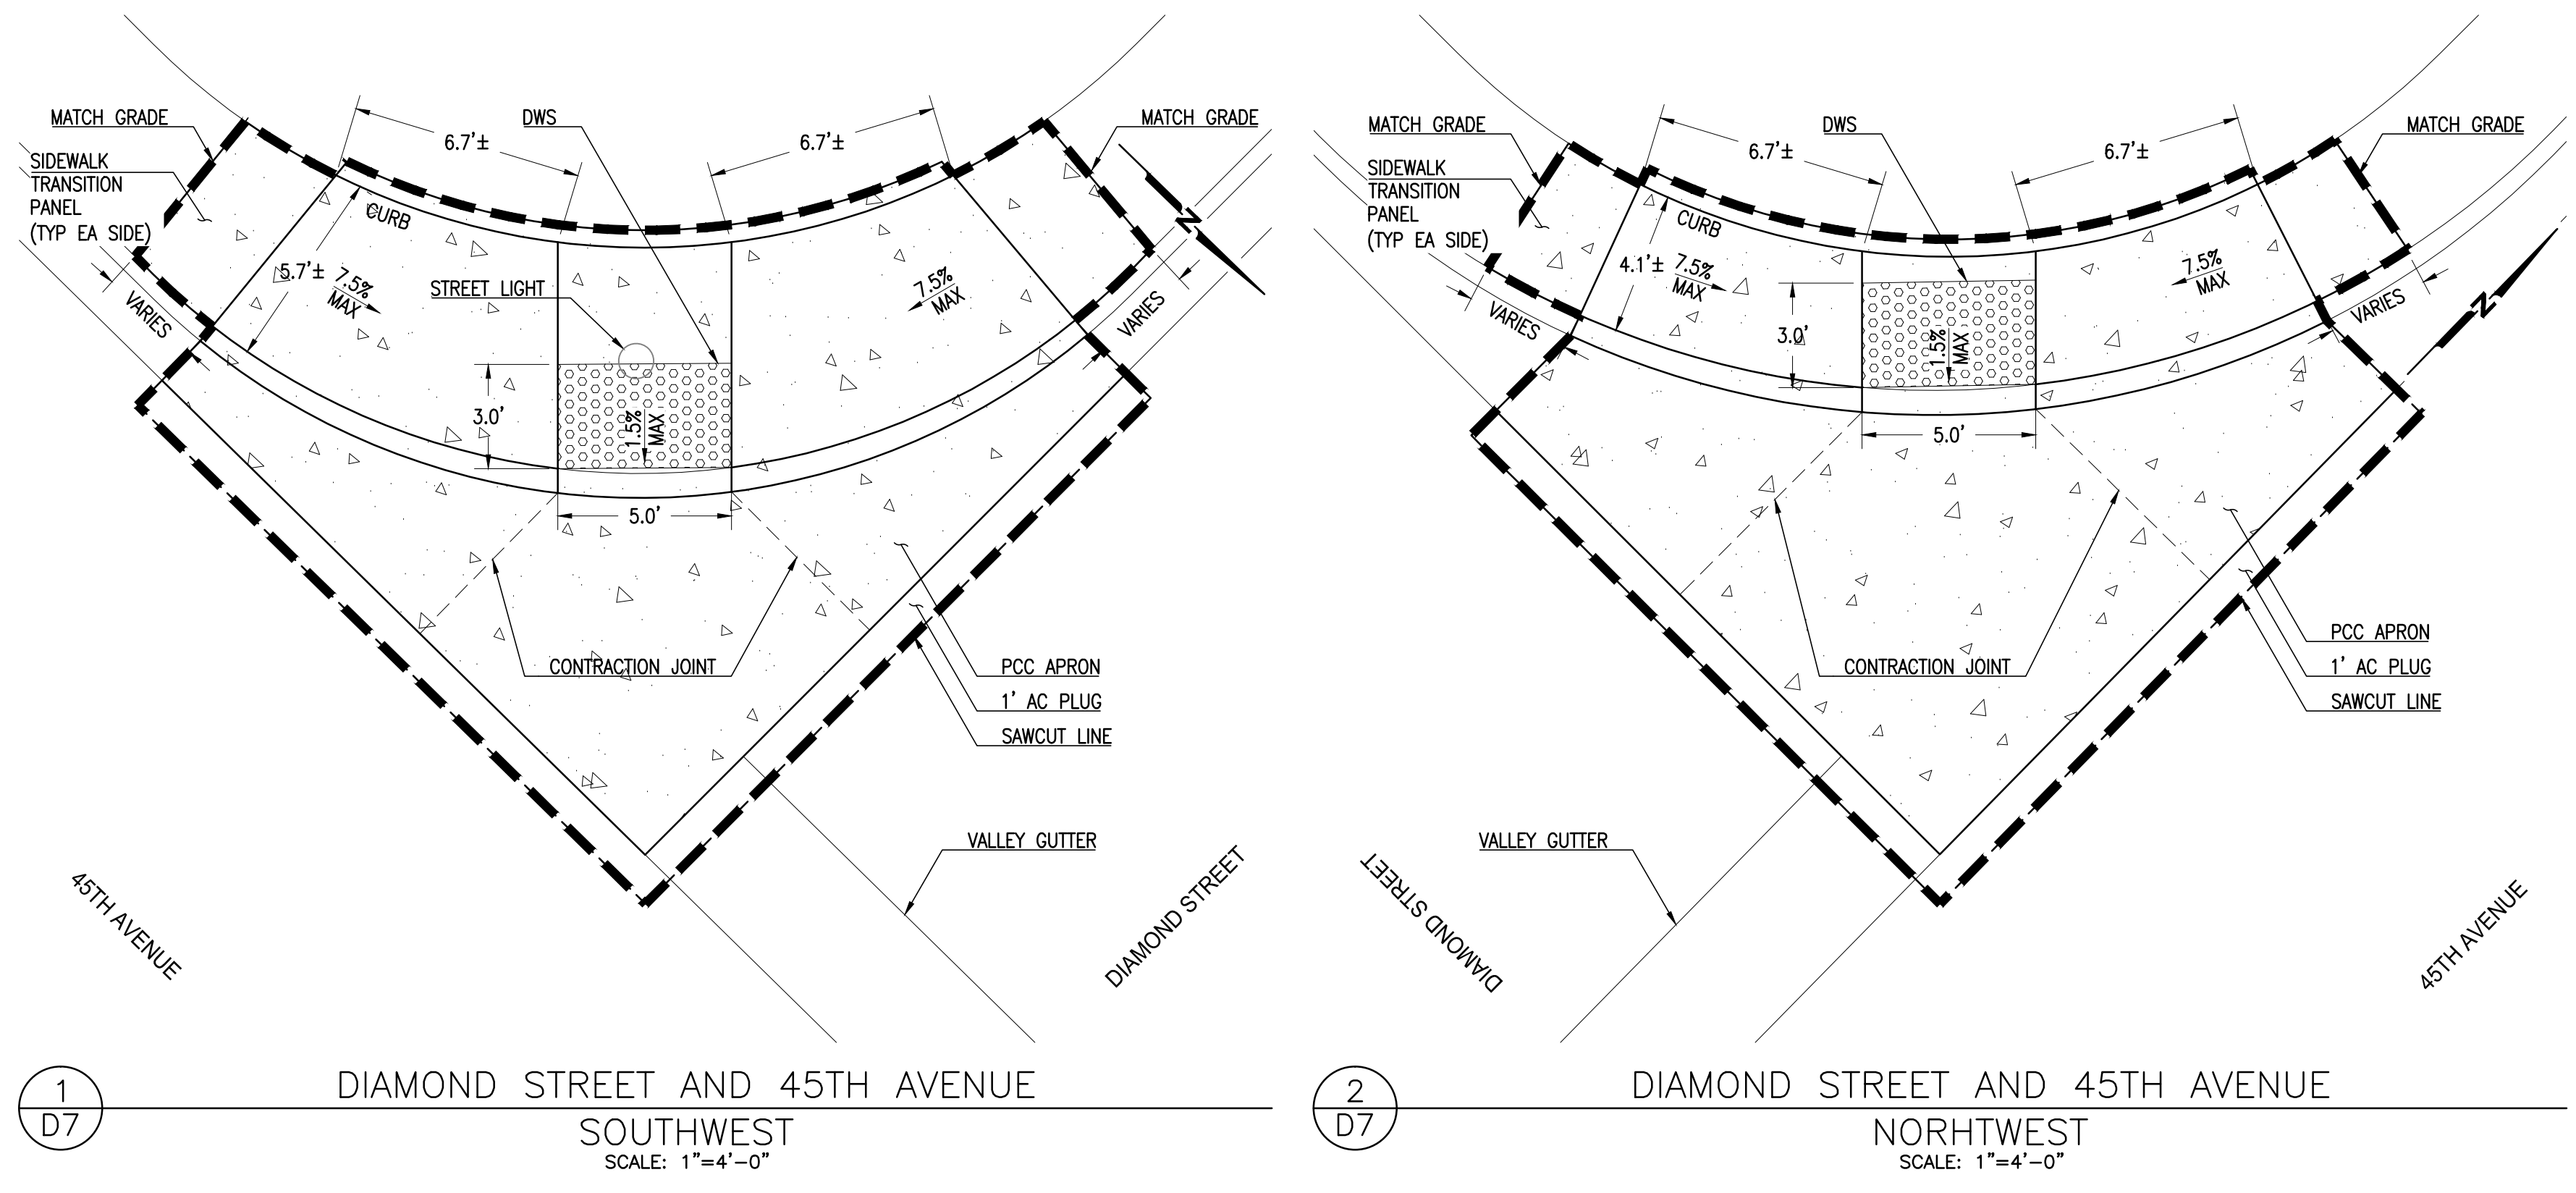 MATCH GRADE
SIDEWALK
TRANSITION
PANEL
(TYP EA SIDE)
VARIES
6.7'±
DWS
6.7'±
MATCH GRADE
N
CURB
5.7'±
7.5%
MAX
STREET LIGHT
7.5%
MAX
VARIES
3.0'
1.5%
MAX
5.0'
CONTRACTION JOINT
PCC APRON
1' AC PLUG
SAWCUT LINE
VALLEY GUTTER
45TH AVENUE
DIAMOND STREET
1
D7
DIAMOND STREET AND 45TH AVENUE
SOUTHWEST
SCALE: 1"=4'-0"
MATCH GRADE
SIDEWALK
TRANSITION
PANEL
(TYP EA SIDE)
VARIES
6.7'±
DWS
6.7'±
MATCH GRADE
N
CURB
4.1'±
7.5%
MAX
7.5%
MAX
VARIES
3.0'
1.5%
MAX
5.0'
CONTRACTION JOINT
PCC APRON
1' AC PLUG
SAWCUT LINE
VALLEY GUTTER
DIAMOND STREET
45TH AVENUE
2
D7
DIAMOND STREET AND 45TH AVENUE
NORHTWEST
SCALE: 1"=4'-0"